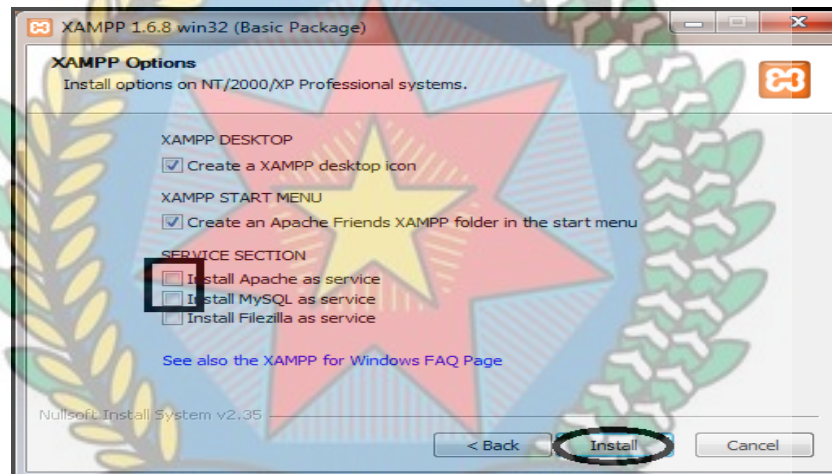 XAMPP 1.6.8 win32 (Basic Package)
XAMPP Options
Install options on NT/2000/XP Professional systems.
XAMPP DESKTOP
Create a XAMPP desktop icon
XAMPP START MENU
Create an Apache Friends XAMPP folder in the start menu
SERVICE SECTION
Install Apache as service
Install MySQL as service
Install Filezilla as service
See also the XAMPP for Windows FAQ Page
Nullsoft Install System v2.35
< Back Install Cancel